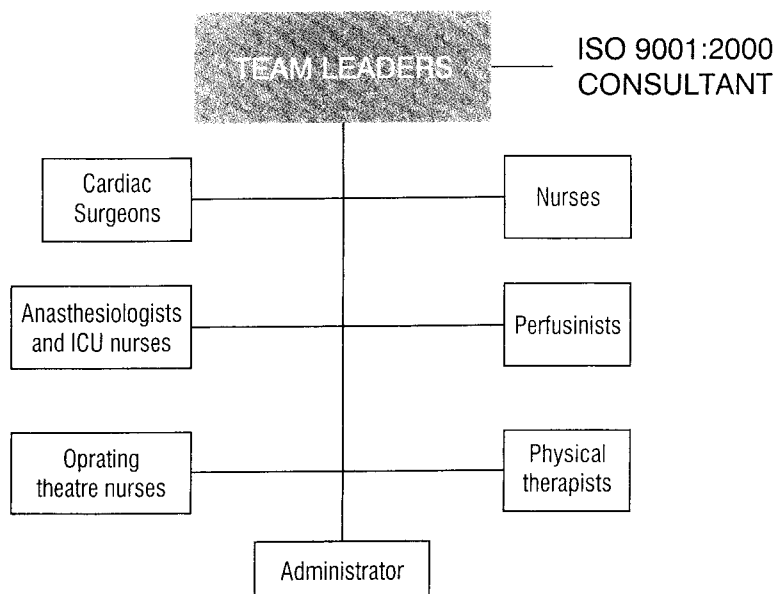 TEAM LEADERS
ISO 9001:2000
CONSULTANT
Cardiac
Surgeons
Nurses
Anasthesiologists
and ICU nurses
Perfusinists
Oprating
theatre nurses
Physical
therapists
Administrator